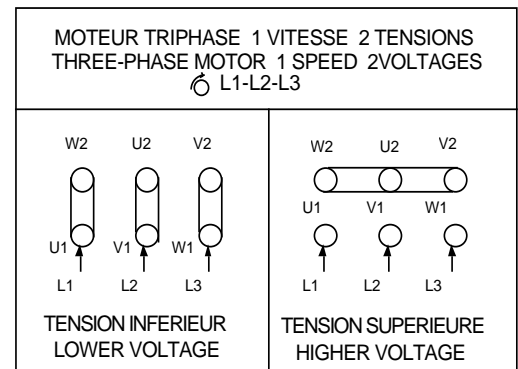 MOTEUR TRIPHASE 1 VITESSE 2 TENSIONS
THREE-PHASE MOTOR 1 SPEED 2VOLTAGES
L1-L2-L3
W2 U2 V2
U1 V1 W1
L1 L2 L3
TENSION INFERIEUR
LOWER VOLTAGE
W2 U2 V2
U1 V1 W1
L1 L2 L3
TENSION SUPERIEURE
HIGHER VOLTAGE